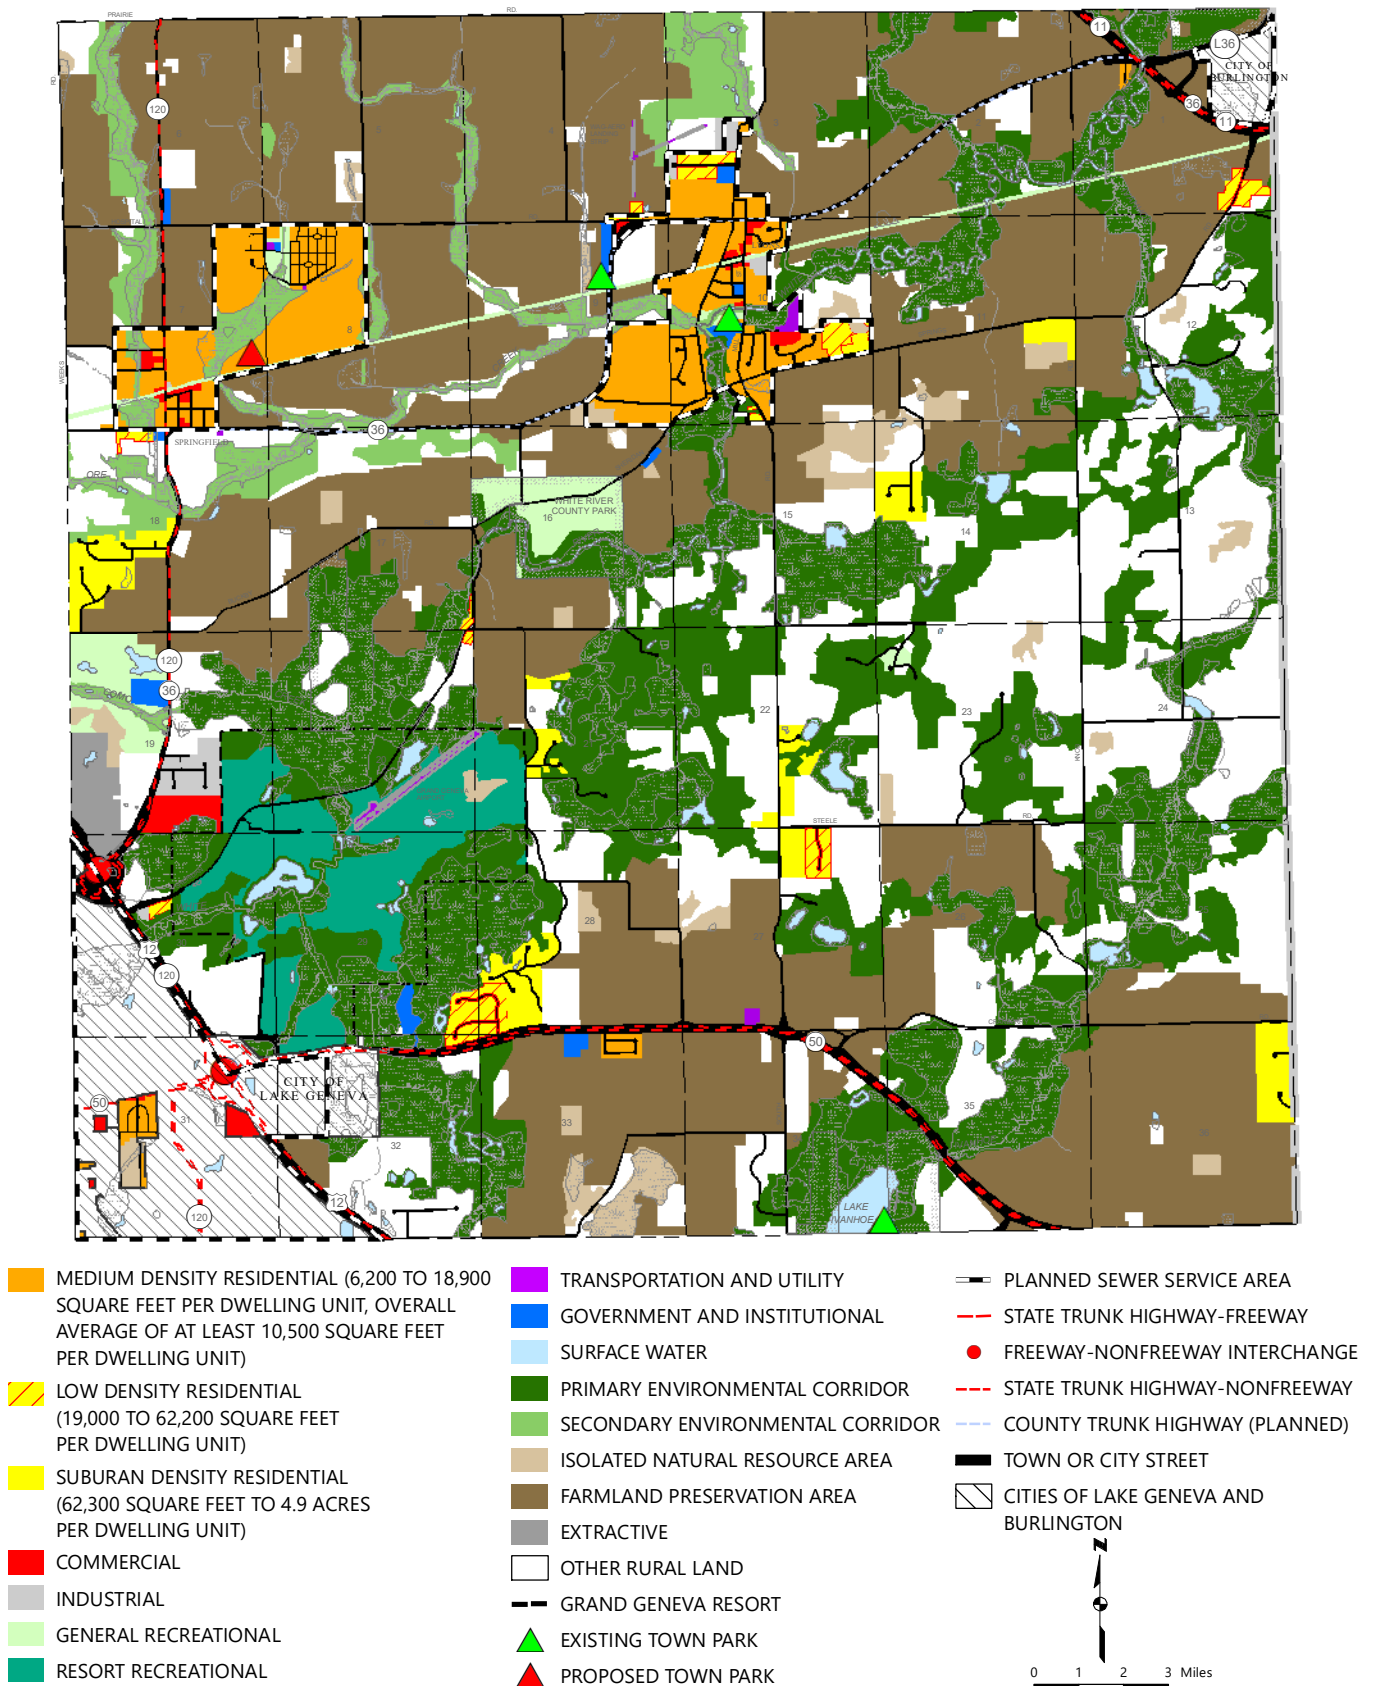 PRAIRIE
RD.
RD.
11
L36
CITY OF
BURLINGTON
120
36
11
8
10
12
WEEKS
36
SPRINGFIELD
18
WHITE RIVER
COUNTY PARK
16
15
14
13
120
36
19
22
23
24
STEELE
RD.
28
29
12
120
50
CITY OF
LAKE GENEVA
50
31
32
33
35
12
120
LAKE
IVANHOE
MEDIUM DENSITY RESIDENTIAL (6,200 TO 18,900
SQUARE FEET PER DWELLING UNIT, OVERALL
AVERAGE OF AT LEAST 10,500 SQUARE FEET
PER DWELLING UNIT)
LOW DENSITY RESIDENTIAL
(19,000 TO 62,200 SQUARE FEET
PER DWELLING UNIT)
SUBURAN DENSITY RESIDENTIAL
(62,300 SQUARE FEET TO 4.9 ACRES
PER DWELLING UNIT)
COMMERCIAL
INDUSTRIAL
GENERAL RECREATIONAL
RESORT RECREATIONAL
TRANSPORTATION AND UTILITY
GOVERNMENT AND INSTITUTIONAL
SURFACE WATER
PRIMARY ENVIRONMENTAL CORRIDOR
SECONDARY ENVIRONMENTAL CORRIDOR
ISOLATED NATURAL RESOURCE AREA
FARMLAND PRESERVATION AREA
EXTRACTIVE
OTHER RURAL LAND
GRAND GENEVA RESORT
EXISTING TOWN PARK
PROPOSED TOWN PARK
PLANNED SEWER SERVICE AREA
STATE TRUNK HIGHWAY-FREEWAY
FREEWAY-NONFREEWAY INTERCHANGE
STATE TRUNK HIGHWAY-NONFREEWAY
COUNTY TRUNK HIGHWAY (PLANNED)
TOWN OR CITY STREET
CITIES OF LAKE GENEVA AND
BURLINGTON
N
0 1 2 3 Miles